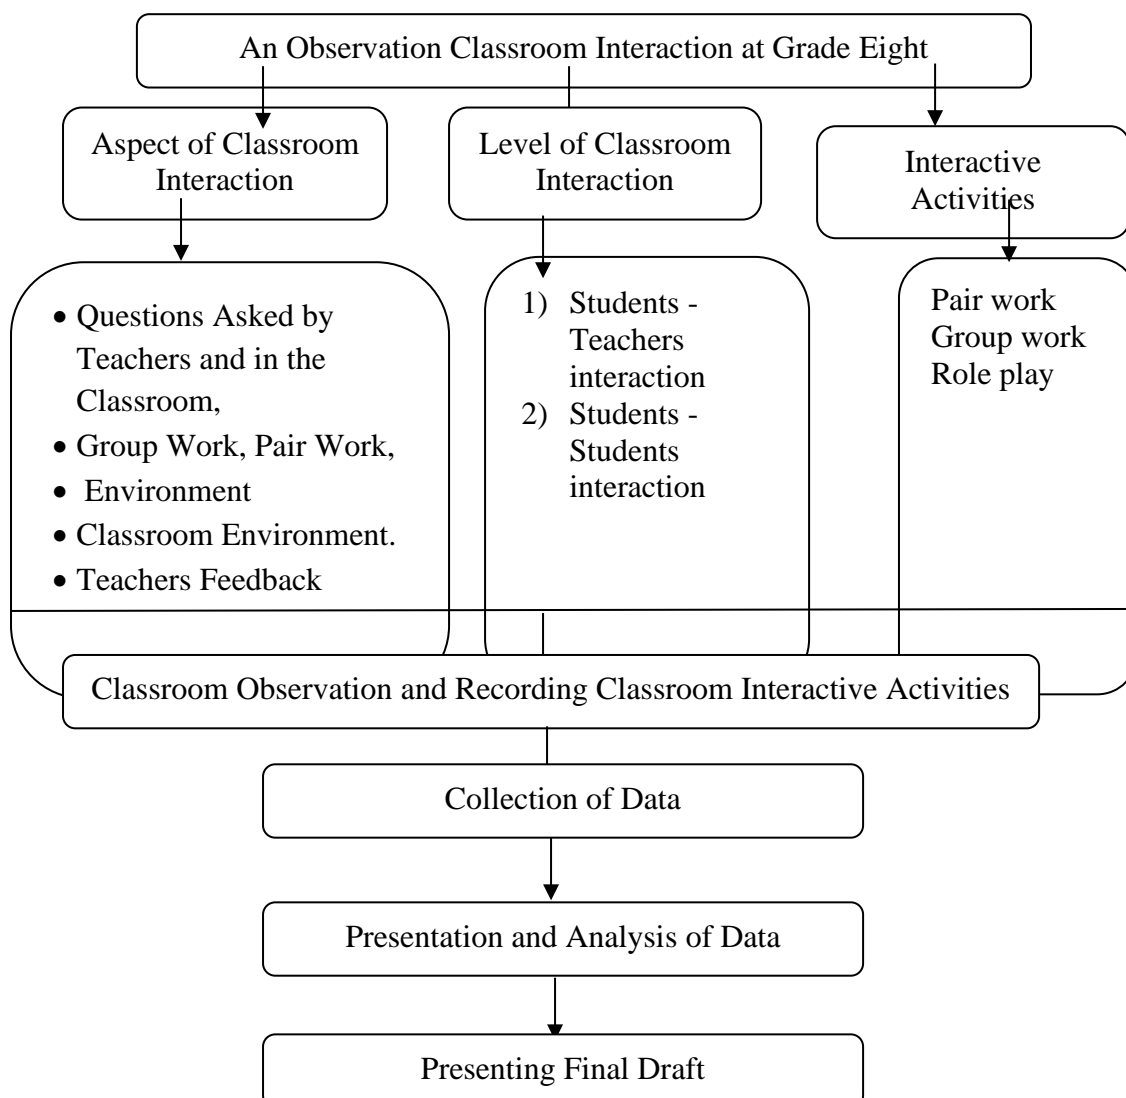 An Observation Classroom Interaction at Grade Eight
Aspect of Classroom
Interaction
Level of Classroom
Interaction
Interactive
Activities
• Questions Asked by
Teachers and in the
Classroom,
• Group Work, Pair Work,
• Environment
• Classroom Environment.
• Teachers Feedback
1) Students -
Teachers
interaction
2) Students -
Students
interaction
Pair work
Group work
Role play
Classroom Observation and Recording Classroom Interactive Activities
Collection of Data
Presentation and Analysis of Data
Presenting Final Draft